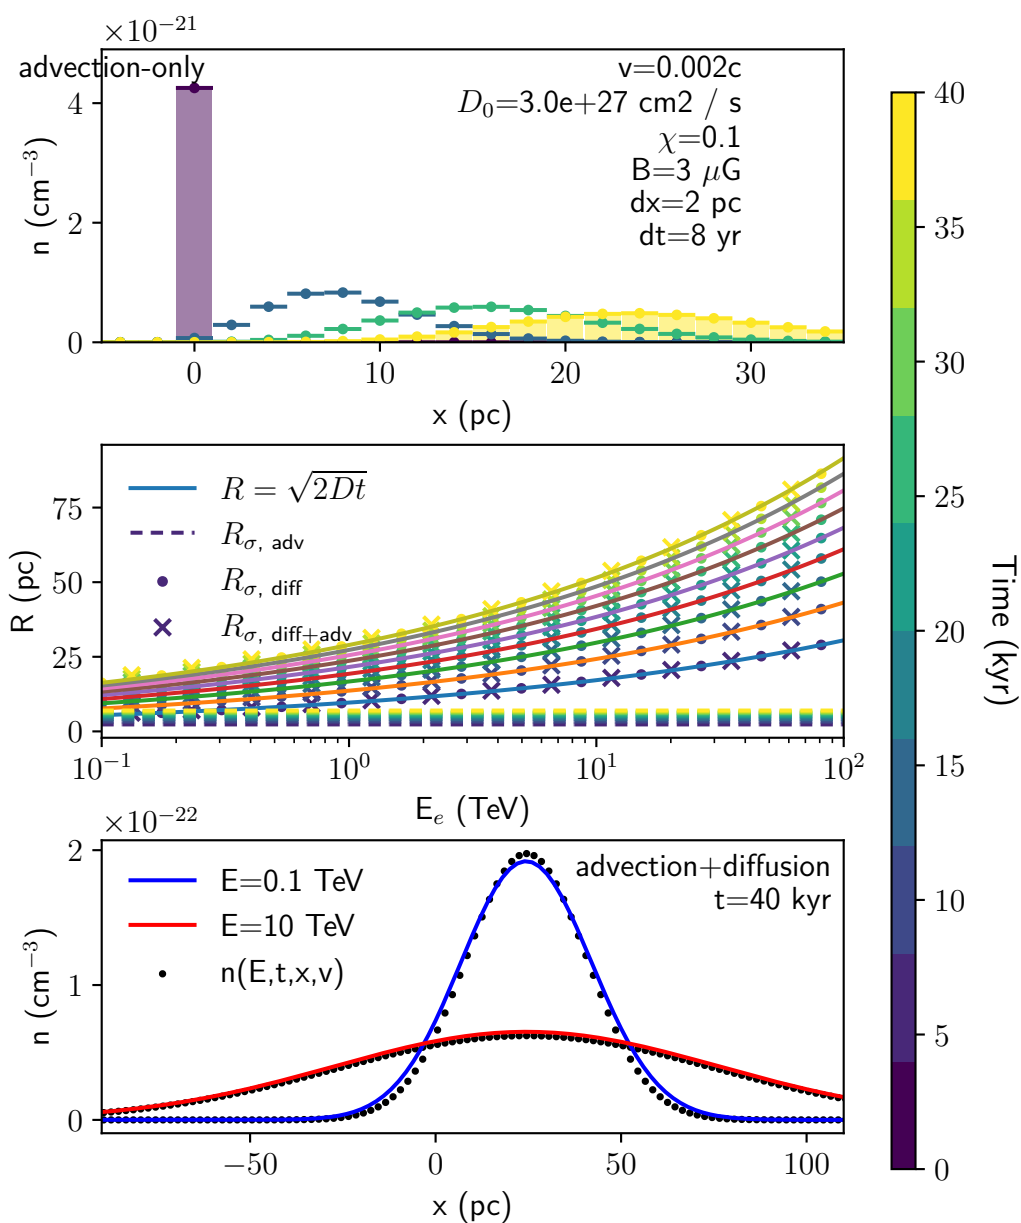 ×10⁻²¹
advection-only
v=0.002c
D₀=3.0e+27 cm2 / s
χ=0.1
B=3 μG
dx=2 pc
dt=8 yr
n (cm⁻³)
4
2
0
0 10 20 30
x (pc)
R = √2Dt
R_σ, adv
R_σ, diff
R_σ, diff+adv
R (pc)
75
50
25
0
10⁻¹ 10⁰ 10¹ 10²
Eₑ (TeV)
×10⁻²²
E=0.1 TeV
E=10 TeV
n(E,t,x,v)
advection+diffusion
t=40 kyr
n (cm⁻³)
2
1
0
−50 0 50 100
x (pc)
40
35
30
25
20
15
10
5
0
Time (kyr)